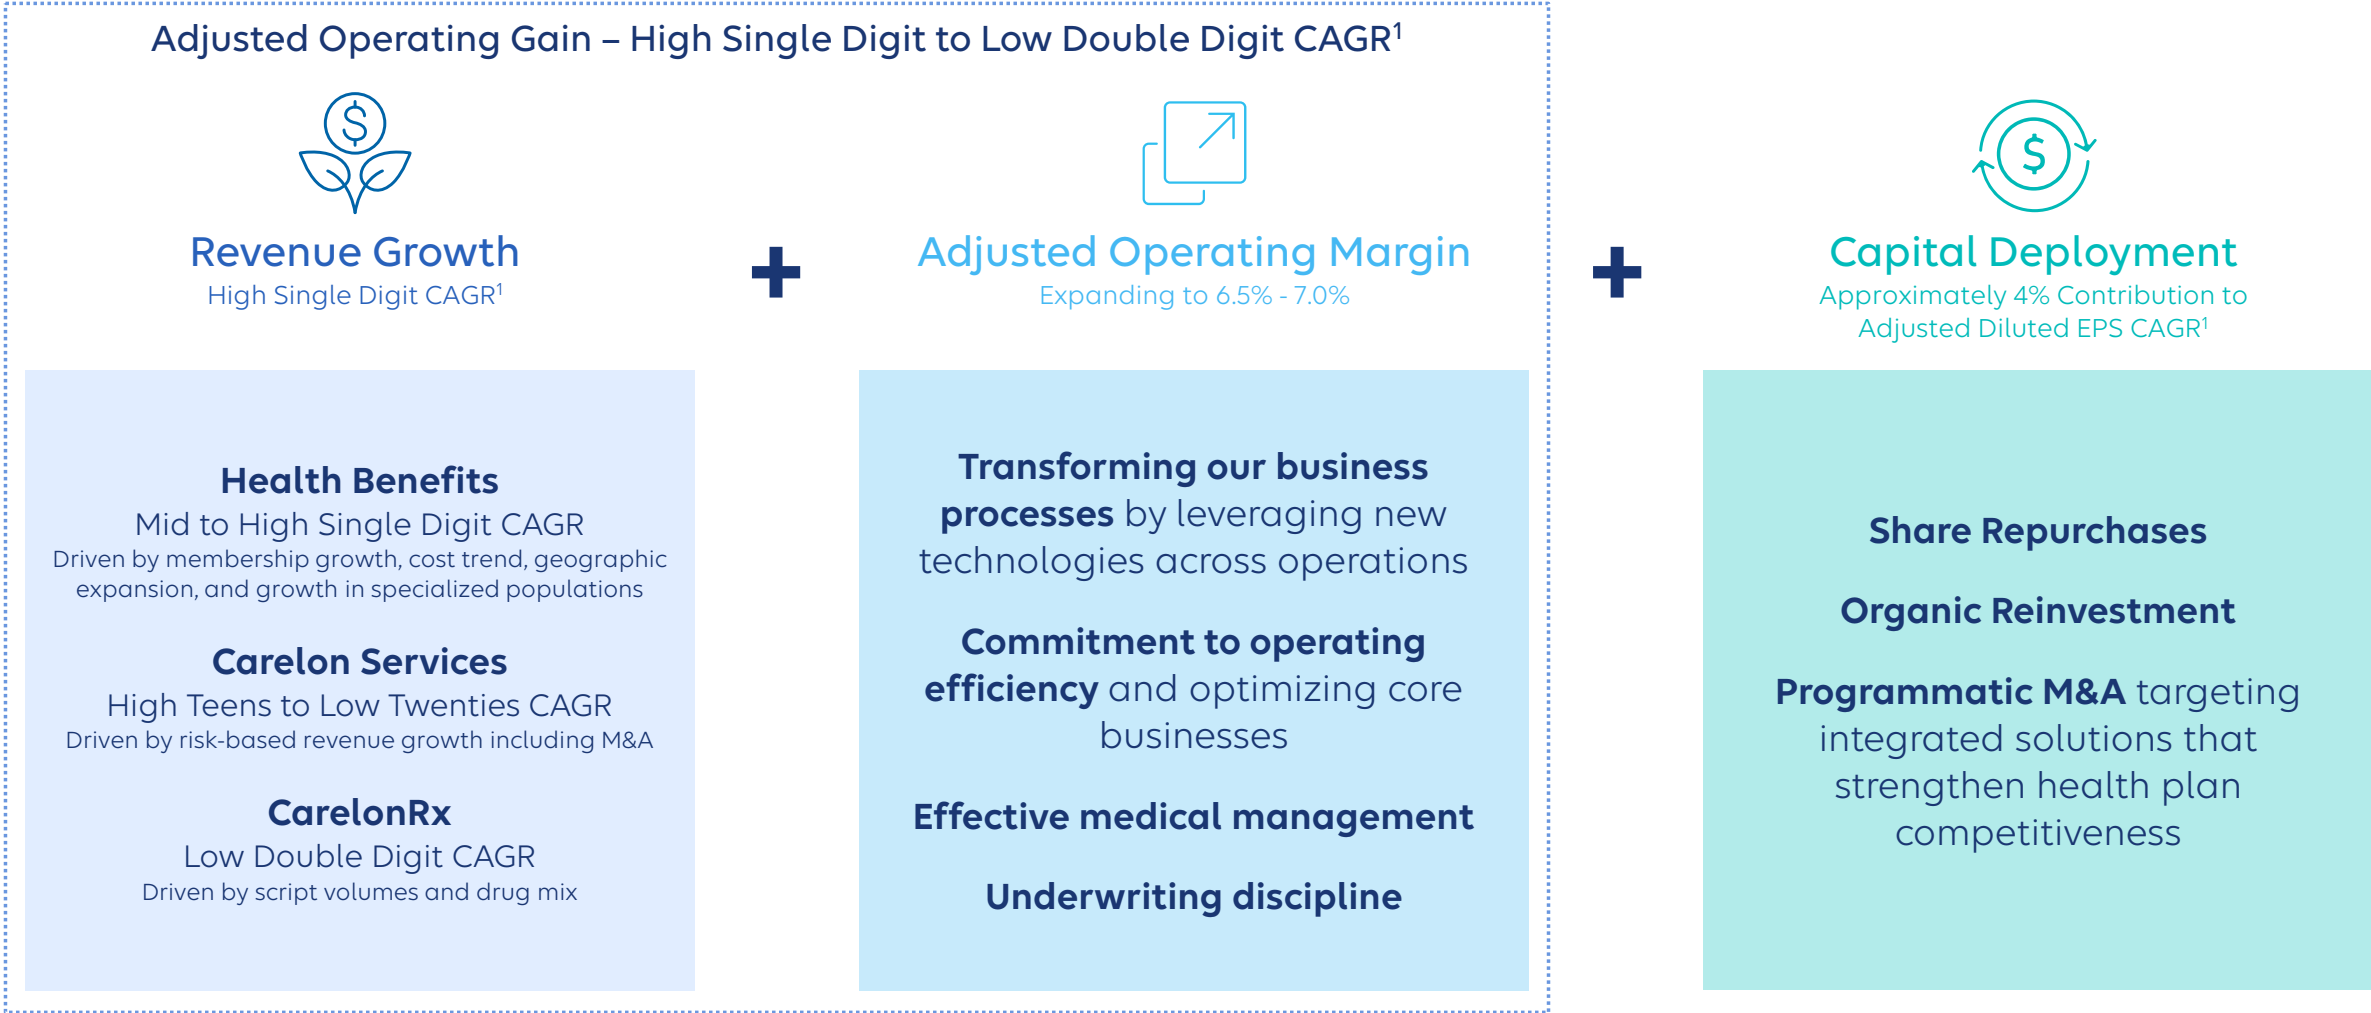 Adjusted Operating Gain – High Single Digit to Low Double Digit CAGR¹
Revenue Growth
High Single Digit CAGR¹
Health Benefits
Mid to High Single Digit CAGR
Driven by membership growth, cost trend, geographic
expansion, and growth in specialized populations
Carelon Services
High Teens to Low Twenties CAGR
Driven by risk-based revenue growth including M&A
CarelonRx
Low Double Digit CAGR
Driven by script volumes and drug mix
+
Adjusted Operating Margin
Expanding to 6.5% - 7.0%
Transforming our business
processes by leveraging new
technologies across operations
Commitment to operating
efficiency and optimizing core
businesses
Effective medical management
Underwriting discipline
+
Capital Deployment
Approximately 4% Contribution to
Adjusted Diluted EPS CAGR¹
Share Repurchases
Organic Reinvestment
Programmatic M&A targeting
integrated solutions that
strengthen health plan
competitiveness